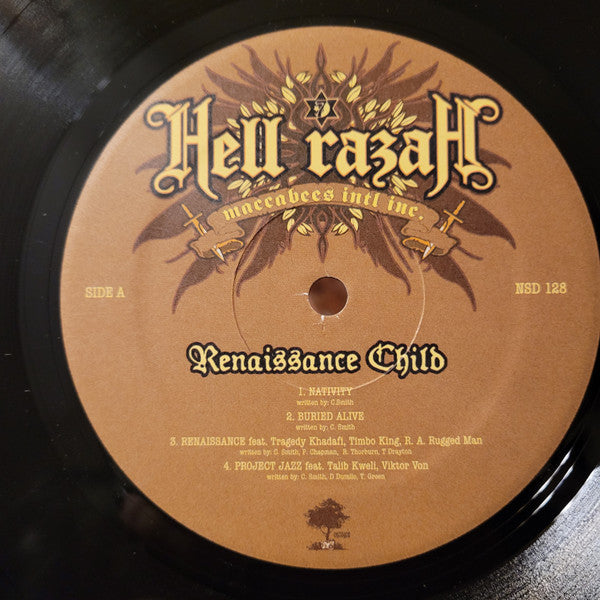 Hell razaH
maccabees intl inc.
SIDE A
NSD 128
Renaissance Child
1. NATIVITY
written by: C.Smith
2. BURIED ALIVE
written by: C. Smith
3. RENAISSANCE feat. Tragedy Khadafi, Timbo King, R. A. Rugged Man
written by: C. Smith, P. Chapman, R. Thorburn, T Drayton
4. PROJECT JAZZ feat. Talib Kweli, Viktor Von
written by: C. Smith, D Dumile, T. Green